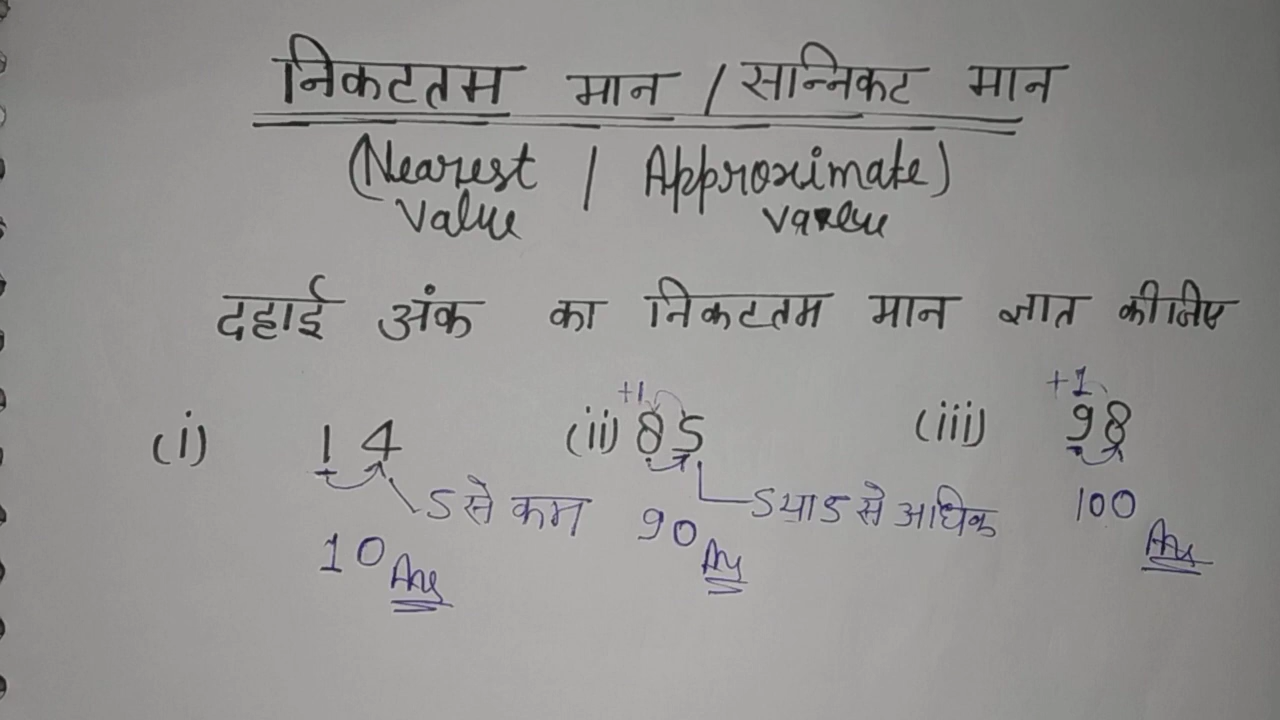 निकटतम मान / सन्निकट मान
(Nearest / Approximate)
Value Value
दहाई अंक का निकटतम मान ज्ञात कीजिए
+1 +1
(i) 14 (ii) 85 (iii) 98
5 से कम 5 या 5 से अधिक
10 Ans 90 Ans 100 Ans